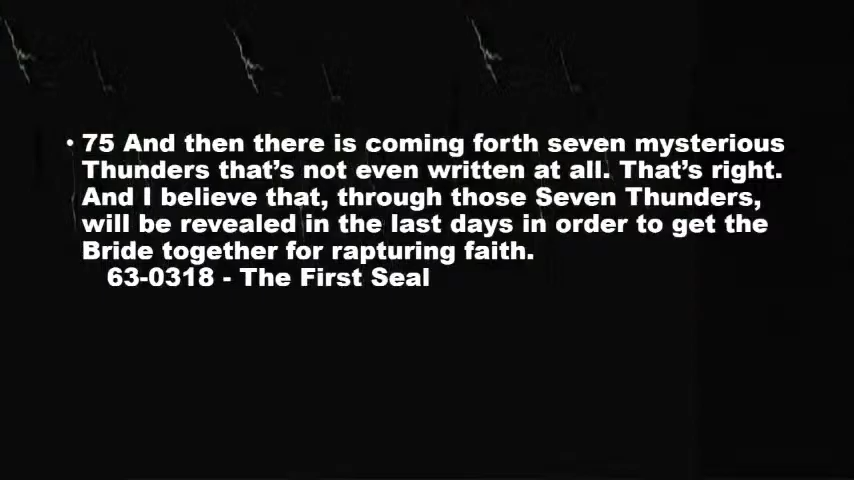 • 75 And then there is coming forth seven mysterious
Thunders that’s not even written at all. That’s right.
And I believe that, through those Seven Thunders,
will be revealed in the last days in order to get the
Bride together for rapturing faith.
63-0318 - The First Seal